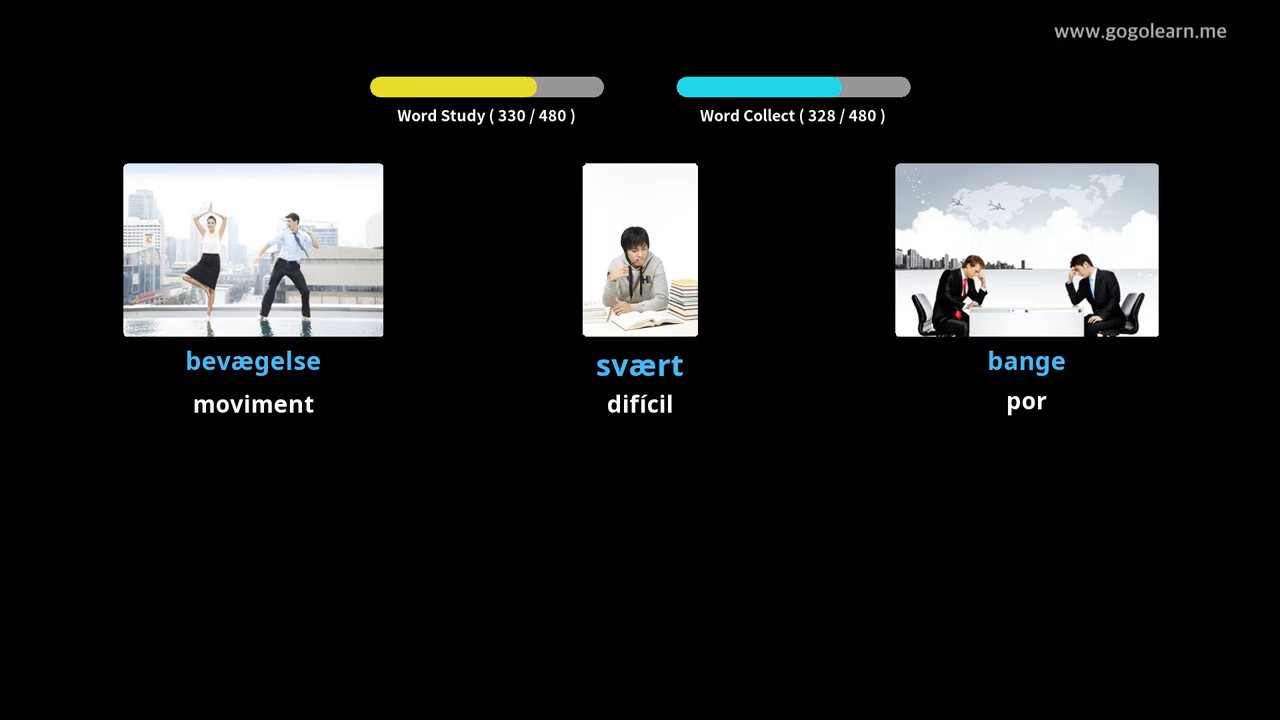 www.gogolearn.me
Word Study ( 330 / 480 )
Word Collect ( 328 / 480 )
bevægelse
svært
bange
moviment
difícil
por